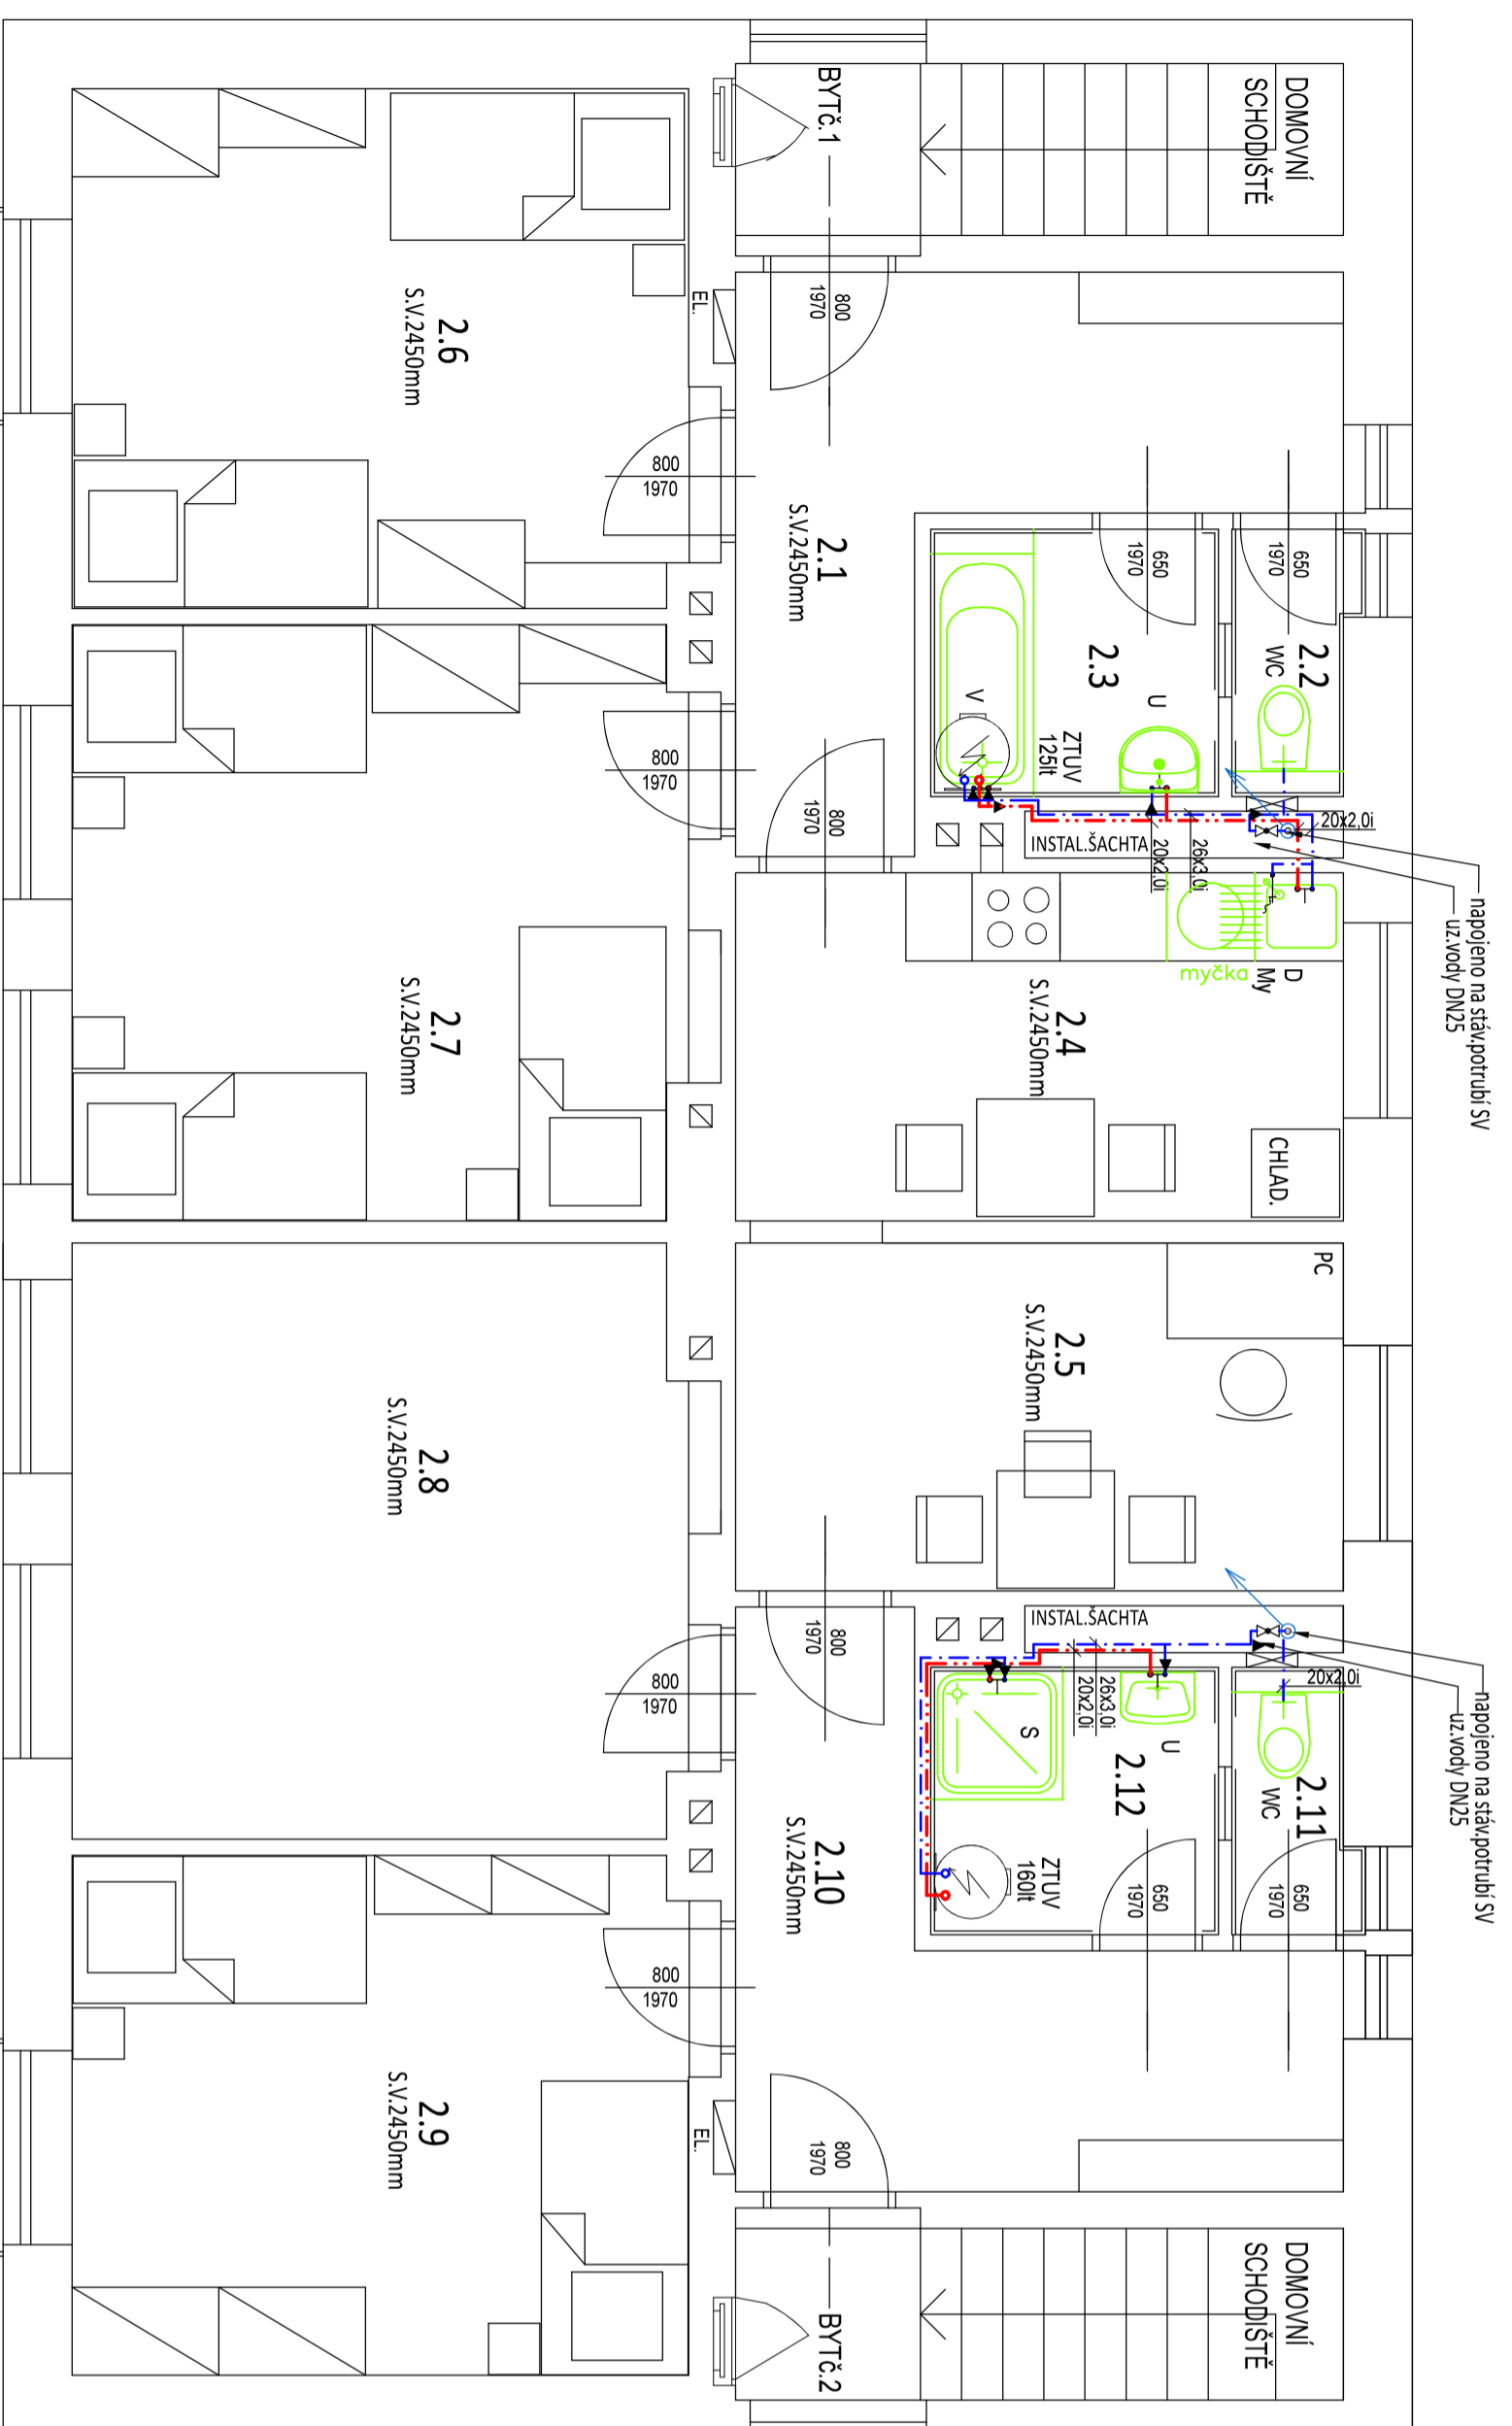 DOMOVNÍ
SCHODIŠTĚ
BYTč.1
800
1970
EL.
2.6
S.V.2450mm
800
1970
2.1
S.V.2450mm
650
1970
650
1970
2.2
WC
2.3
U
V
ZTUV
125lt
800
1970
800
1970
INSTAL.ŠACHTA
20x2,0i
26x3,0i
20x2,0i
napojeno na stáv.potrubí SV
uz.vody DN25
D
My
myčka
2.4
S.V.2450mm
CHLAD.
2.7
S.V.2450mm
PC
2.5
S.V.2450mm
2.8
S.V.2450mm
800
1970
800
1970
INSTAL.ŠACHTA
20x2,0i
26x3,0i
20x2,0i
napojeno na stáv.potrubí SV
uz.vody DN25
S
U
2.12
2.11
WC
ZTUV
160lt
650
1970
650
1970
2.10
S.V.2450mm
800
1970
2.9
S.V.2450mm
EL.
800
1970
DOMOVNÍ
SCHODIŠTĚ
BYTč.2